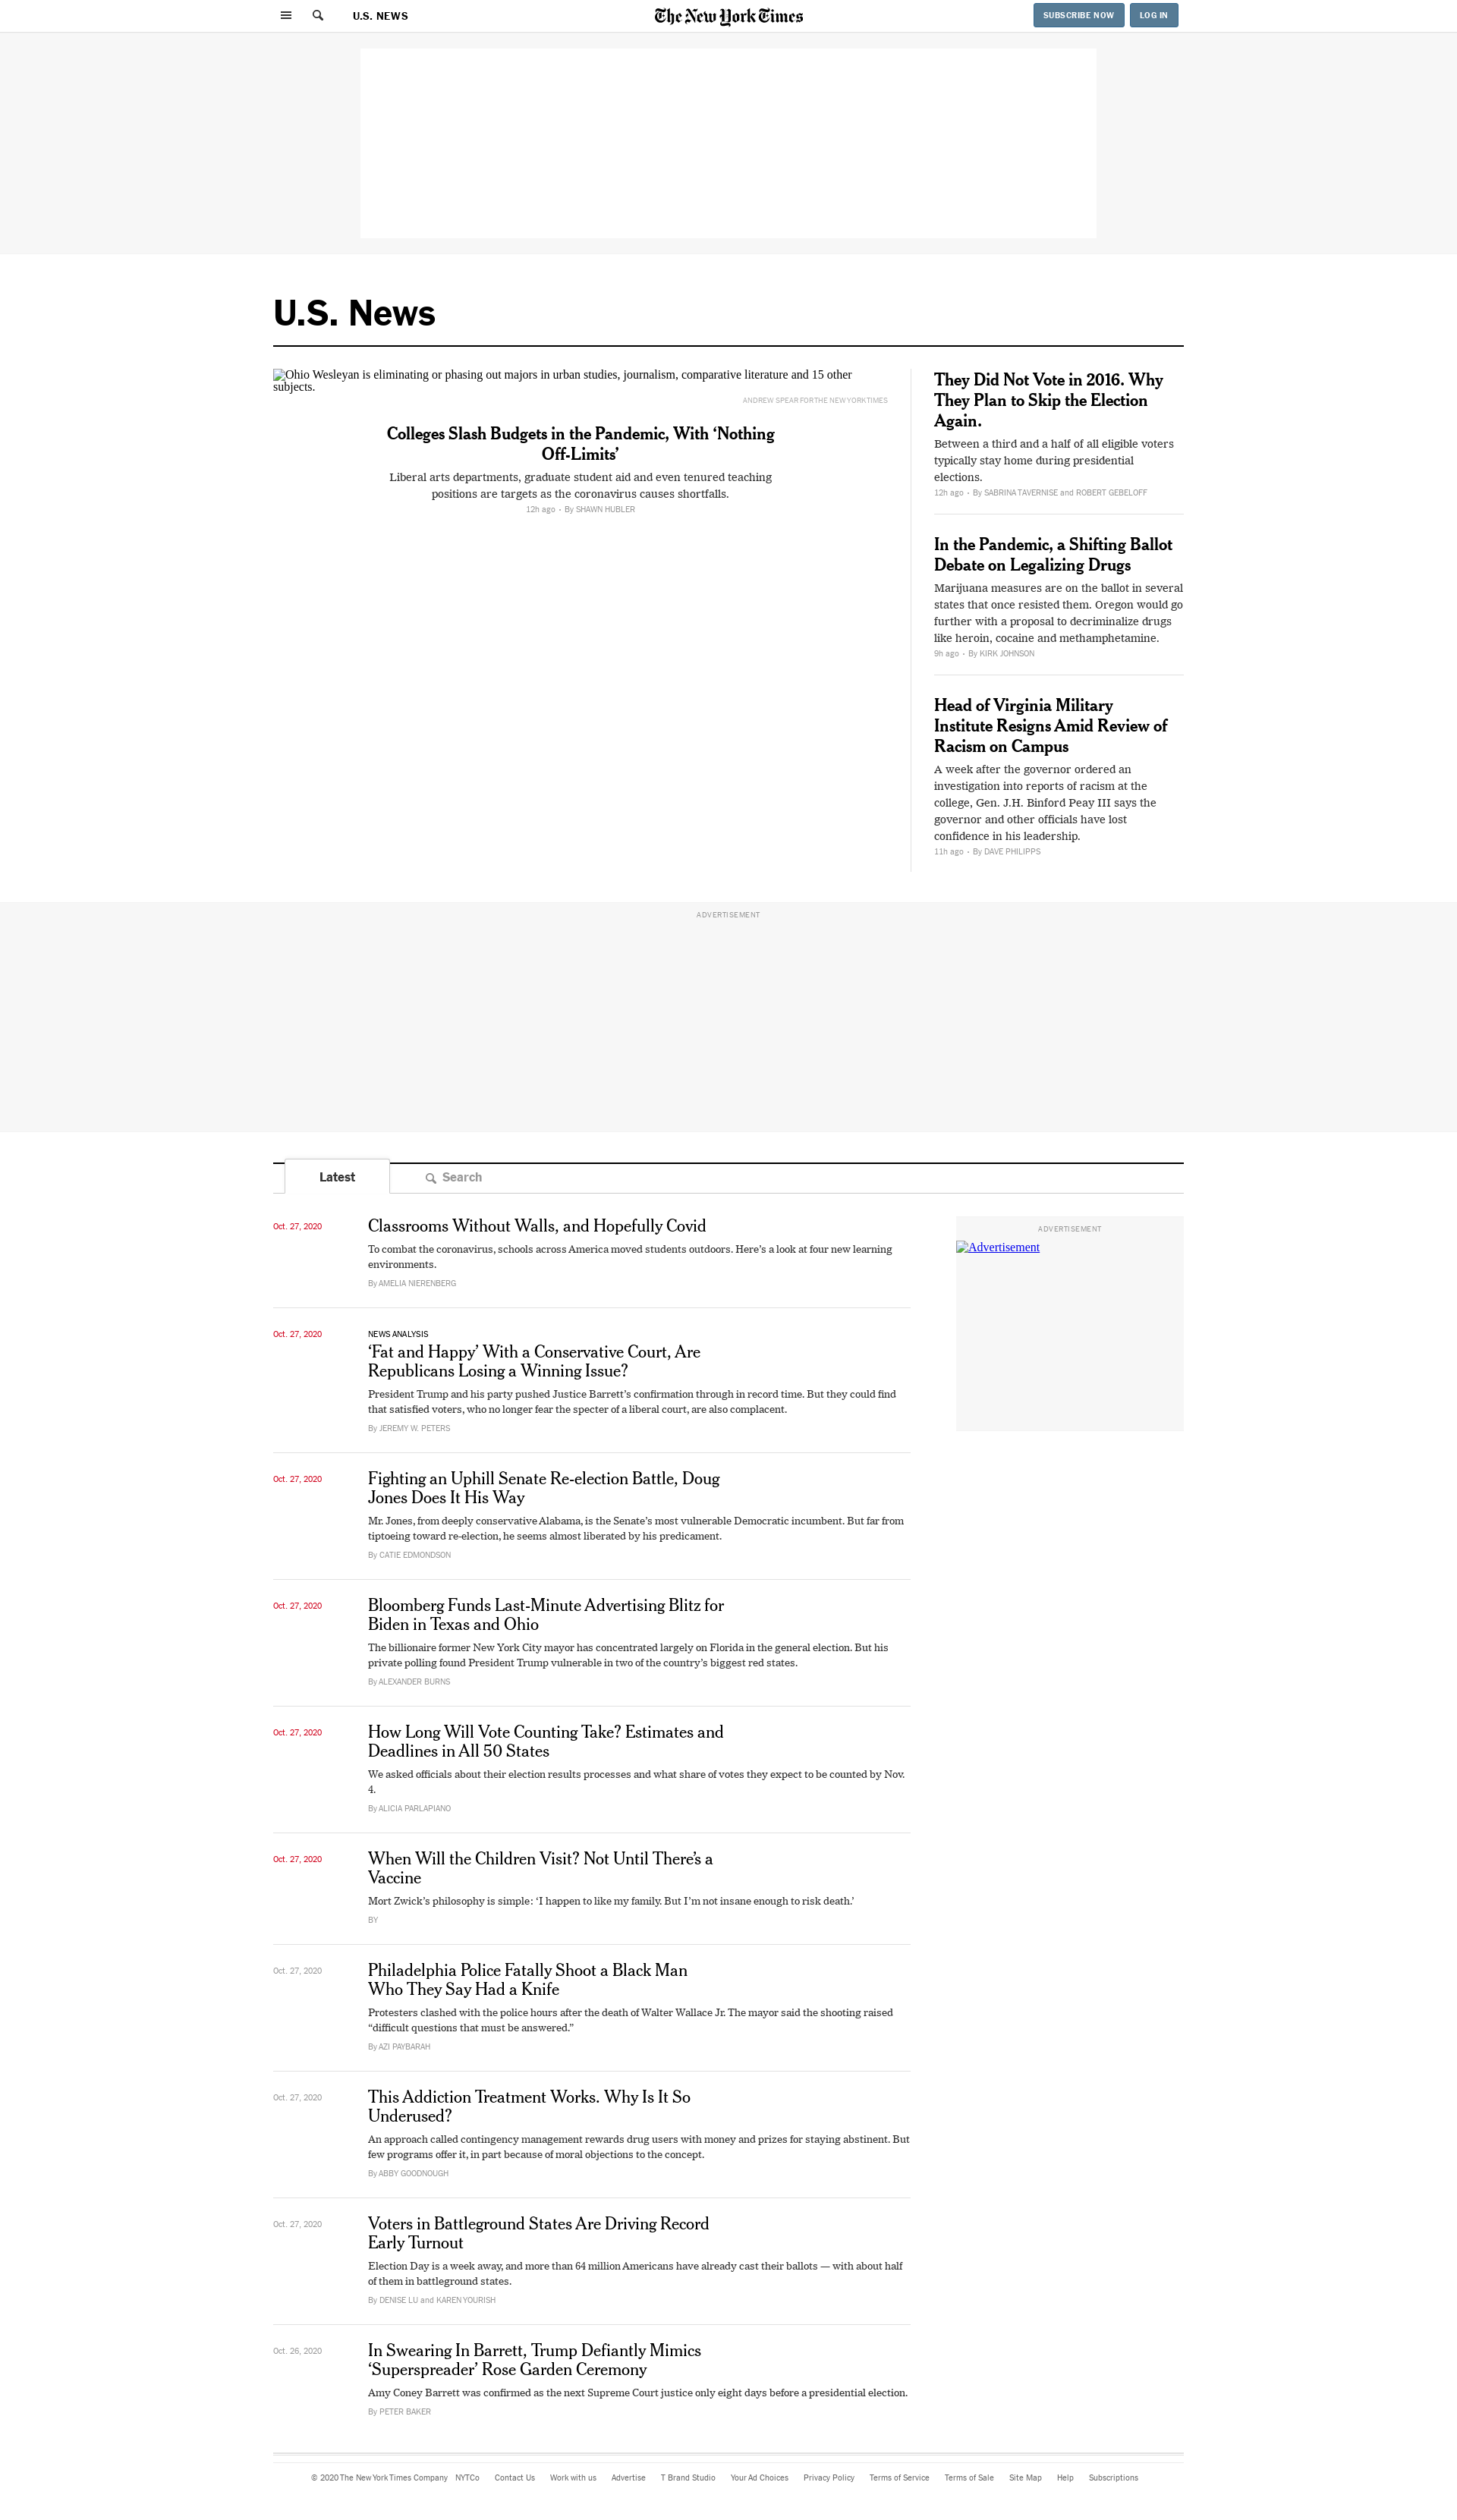 U.S. NEWS
The New York Times
SUBSCRIBE NOW
LOG IN
U.S. News
Ohio Wesleyan is eliminating or phasing out majors in urban studies, journalism, comparative literature and 15 other
subjects.
ANDREW SPEAR FOR THE NEW YORK TIMES
Colleges Slash Budgets in the Pandemic, With ‘Nothing
Off-Limits’
Liberal arts departments, graduate student aid and even tenured teaching
positions are targets as the coronavirus causes shortfalls.
12h ago • By SHAWN HUBLER
They Did Not Vote in 2016. Why
They Plan to Skip the Election
Again.
Between a third and a half of all eligible voters
typically stay home during presidential
elections.
12h ago • By SABRINA TAVERNISE and ROBERT GEBELOFF
In the Pandemic, a Shifting Ballot
Debate on Legalizing Drugs
Marijuana measures are on the ballot in several
states that once resisted them. Oregon would go
further with a proposal to decriminalize drugs
like heroin, cocaine and methamphetamine.
9h ago • By KIRK JOHNSON
Head of Virginia Military
Institute Resigns Amid Review of
Racism on Campus
A week after the governor ordered an
investigation into reports of racism at the
college, Gen. J.H. Binford Peay III says the
governor and other officials have lost
confidence in his leadership.
11h ago • By DAVE PHILIPPS
ADVERTISEMENT
Latest
Search
Oct. 27, 2020
Classrooms Without Walls, and Hopefully Covid
To combat the coronavirus, schools across America moved students outdoors. Here’s a look at four new learning
environments.
By AMELIA NIERENBERG
ADVERTISEMENT
Advertisement
Oct. 27, 2020
NEWS ANALYSIS
‘Fat and Happy’ With a Conservative Court, Are
Republicans Losing a Winning Issue?
President Trump and his party pushed Justice Barrett’s confirmation through in record time. But they could find
that satisfied voters, who no longer fear the specter of a liberal court, are also complacent.
By JEREMY W. PETERS
Oct. 27, 2020
Fighting an Uphill Senate Re-election Battle, Doug
Jones Does It His Way
Mr. Jones, from deeply conservative Alabama, is the Senate’s most vulnerable Democratic incumbent. But far from
tiptoeing toward re-election, he seems almost liberated by his predicament.
By CATIE EDMONDSON
Oct. 27, 2020
Bloomberg Funds Last-Minute Advertising Blitz for
Biden in Texas and Ohio
The billionaire former New York City mayor has concentrated largely on Florida in the general election. But his
private polling found President Trump vulnerable in two of the country’s biggest red states.
By ALEXANDER BURNS
Oct. 27, 2020
How Long Will Vote Counting Take? Estimates and
Deadlines in All 50 States
We asked officials about their election results processes and what share of votes they expect to be counted by Nov.
4.
By ALICIA PARLAPIANO
Oct. 27, 2020
When Will the Children Visit? Not Until There’s a
Vaccine
Mort Zwick’s philosophy is simple: ‘I happen to like my family. But I’m not insane enough to risk death.’
BY
Oct. 27, 2020
Philadelphia Police Fatally Shoot a Black Man
Who They Say Had a Knife
Protesters clashed with the police hours after the death of Walter Wallace Jr. The mayor said the shooting raised
“difficult questions that must be answered.”
By AZI PAYBARAH
Oct. 27, 2020
This Addiction Treatment Works. Why Is It So
Underused?
An approach called contingency management rewards drug users with money and prizes for staying abstinent. But
few programs offer it, in part because of moral objections to the concept.
By ABBY GOODNOUGH
Oct. 27, 2020
Voters in Battleground States Are Driving Record
Early Turnout
Election Day is a week away, and more than 64 million Americans have already cast their ballots — with about half
of them in battleground states.
By DENISE LU and KAREN YOURISH
Oct. 26, 2020
In Swearing In Barrett, Trump Defiantly Mimics
‘Superspreader’ Rose Garden Ceremony
Amy Coney Barrett was confirmed as the next Supreme Court justice only eight days before a presidential election.
By PETER BAKER
© 2020 The New York Times Company NYTCo Contact Us Work with us Advertise T Brand Studio Your Ad Choices Privacy Policy Terms of Service Terms of Sale Site Map Help Subscriptions